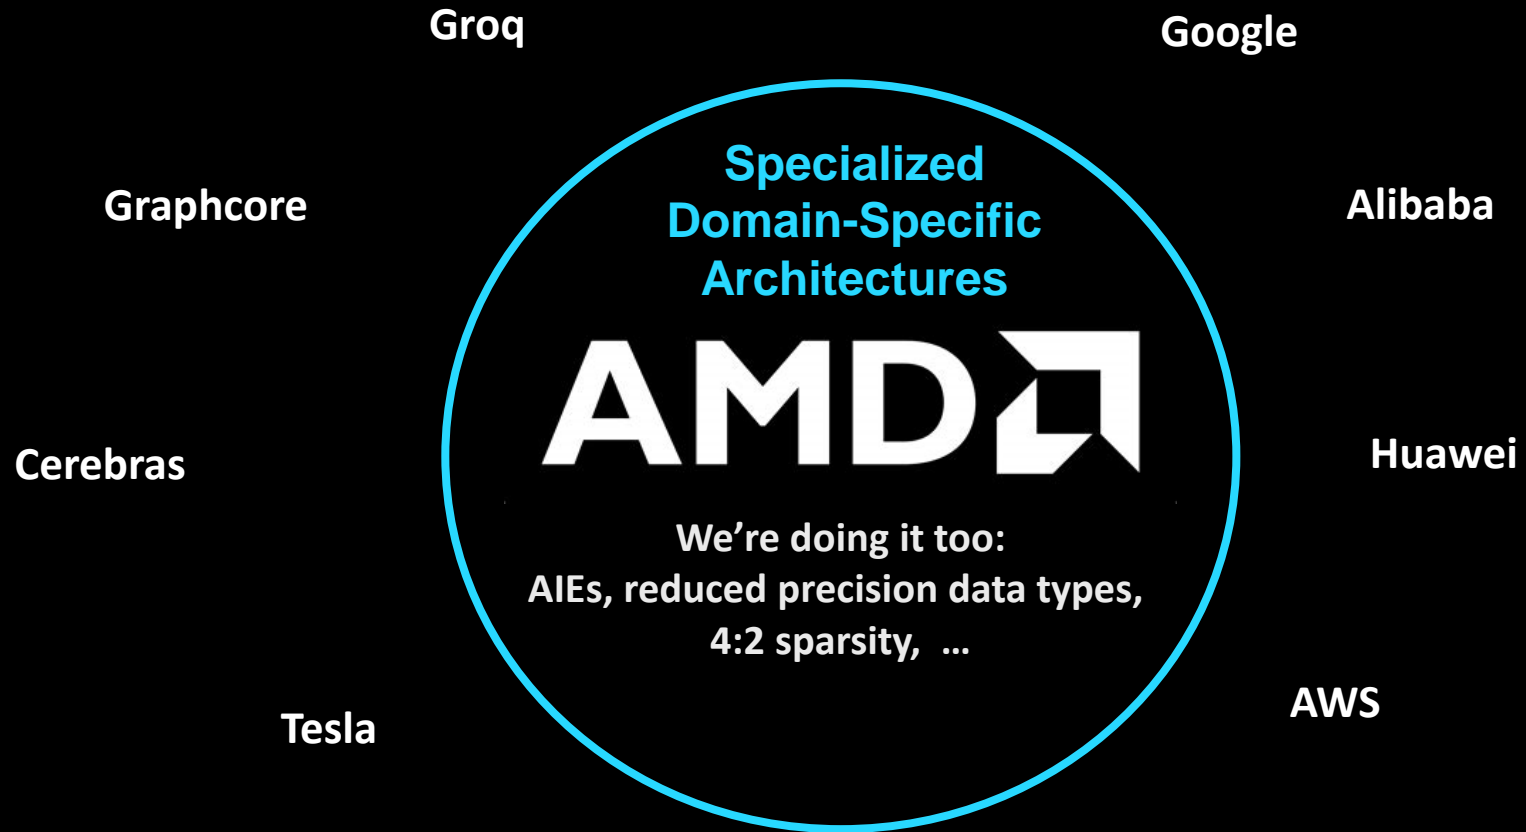 Groq
Google
Specialized
Domain-Specific
Architectures
Graphcore
Alibaba
AMD
Cerebras
Huawei
We’re doing it too:
AIEs, reduced precision data types,
4:2 sparsity,  …
Tesla
AWS